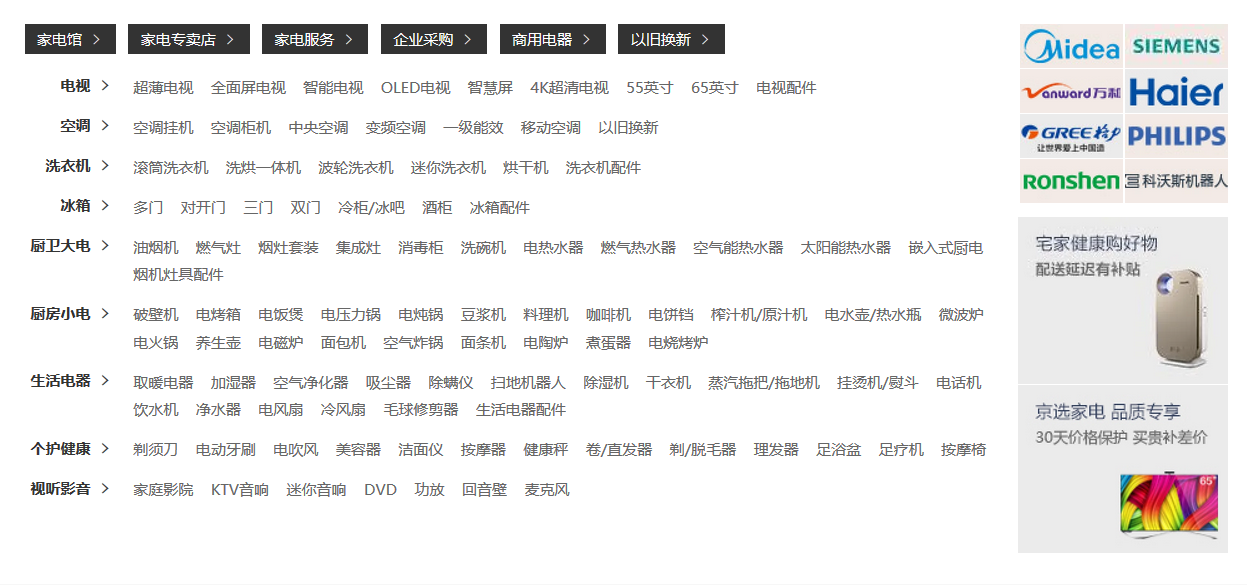 家电馆 > 家电专卖店 > 家电服务 > 企业采购 > 商用电器 > 以旧换新 >
电视 > 超薄电视 全面屏电视 智能电视 OLED电视 智慧屏 4K超清电视 55英寸 65英寸 电视配件
空调 > 空调挂机 空调柜机 中央空调 变频空调 一级能效 移动空调 以旧换新
洗衣机 > 滚筒洗衣机 洗烘一体机 波轮洗衣机 迷你洗衣机 烘干机 洗衣机配件
冰箱 > 多门 对开门 三门 双门 冷柜/冰吧 酒柜 冰箱配件
厨卫大电 > 油烟机 燃气灶 烟灶套装 集成灶 消毒柜 洗碗机 电热水器 燃气热水器 空气能热水器 太阳能热水器 嵌入式厨电
烟机灶具配件
厨房小电 > 破壁机 电烤箱 电饭煲 电压力锅 电炖锅 豆浆机 料理机 咖啡机 电饼铛 榨汁机/原汁机 电水壶/热水瓶 微波炉
电火锅 养生壶 电磁炉 面包机 空气炸锅 面条机 电陶炉 煮蛋器 电烧烤炉
生活电器 > 取暖电器 加湿器 空气净化器 吸尘器 除螨仪 扫地机器人 除湿机 干衣机 蒸汽拖把/拖地机 挂烫机/熨斗 电话机
饮水机 净水器 电风扇 冷风扇 毛球修剪器 生活电器配件
个护健康 > 剃须刀 电动牙刷 电吹风 美容器 洁面仪 按摩器 健康秤 卷/直发器 剃/脱毛器 理发器 足浴盆 足疗机 按摩椅
视听影音 > 家庭影院 KTV音响 迷你音响 DVD 功放 回音壁 麦克风
Midea SIEMENS
Vanward万和 Haier
GREE格力 PHILIPS
让世界爱上中国造
Ronshen 科沃斯机器人
宅家健康购好物
配送延迟有补贴
京选家电 品质专享
30天价格保护 买贵补差价
65"